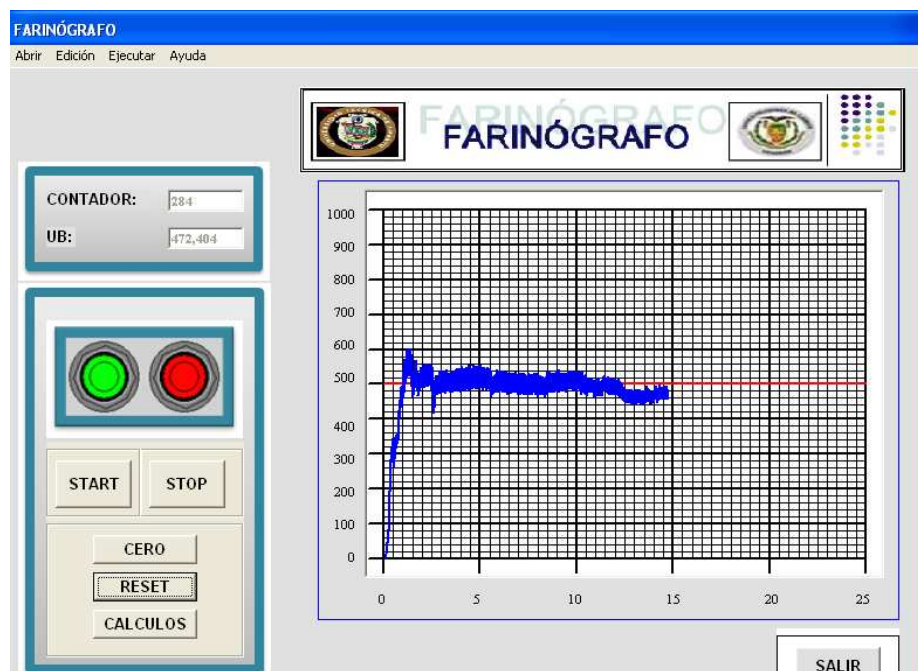 FARINÓGRAFO
Abrir Edición Ejecutar Ayuda
FARINÓGRAFO
FARINÓGRAFO
CONTADOR: 284
UB: 472,404
START STOP
CERO
RESET
CALCULOS
1000
900
800
700
600
500
400
300
200
100
0
0 5 10 15 20 25
SALIR